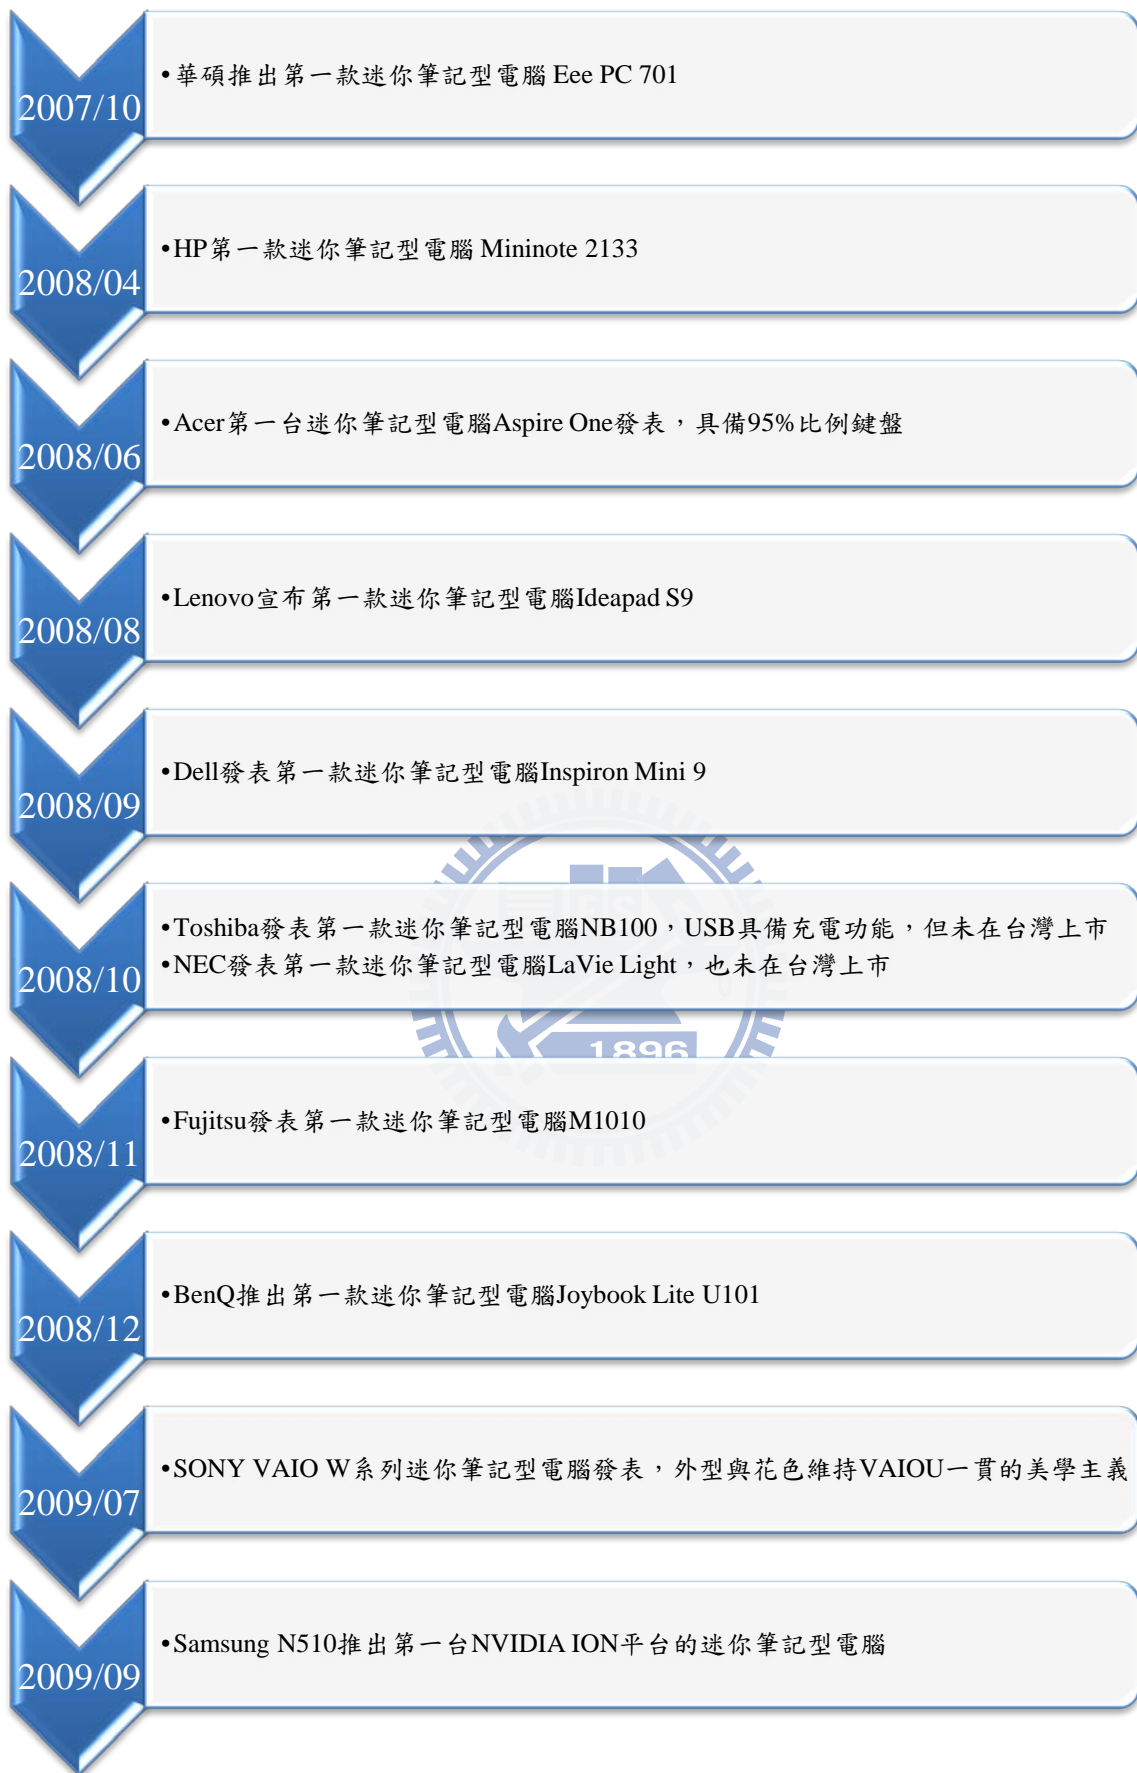 2007/10
•華碩推出第一款迷你筆記型電腦 Eee PC 701
2008/04
•HP第一款迷你筆記型電腦 Mininote 2133
2008/06
•Acer第一台迷你筆記型電腦Aspire One發表，具備95%比例鍵盤
2008/08
•Lenovo宣布第一款迷你筆記型電腦Ideapad S9
2008/09
•Dell發表第一款迷你筆記型電腦Inspiron Mini 9
2008/10
•Toshiba發表第一款迷你筆記型電腦NB100，USB具備充電功能，但未在台灣上市
•NEC發表第一款迷你筆記型電腦LaVie Light，也未在台灣上市
1896
2008/11
•Fujitsu發表第一款迷你筆記型電腦M1010
2008/12
•BenQ推出第一款迷你筆記型電腦Joybook Lite U101
2009/07
•SONY VAIO W系列迷你筆記型電腦發表，外型與花色維持VAIOU一貫的美學主義
2009/09
•Samsung N510推出第一台NVIDIA ION平台的迷你筆記型電腦